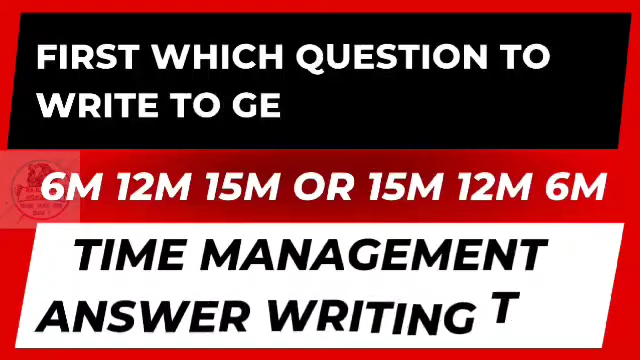 FIRST WHICH QUESTION TO
WRITE TO GE
6M 12M 15M OR 15M 12M 6M
TIME MANAGEMENT
ANSWER WRITING T